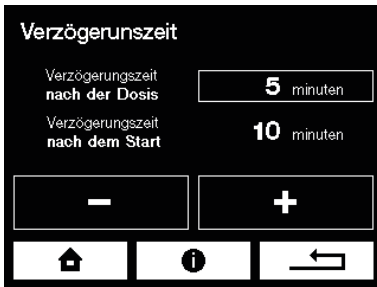 Verzögerunszeit
Verzögerungszeit
nach der Dosis
5 minuten
Verzögerungszeit
nach dem Start
10 minuten
- +
i